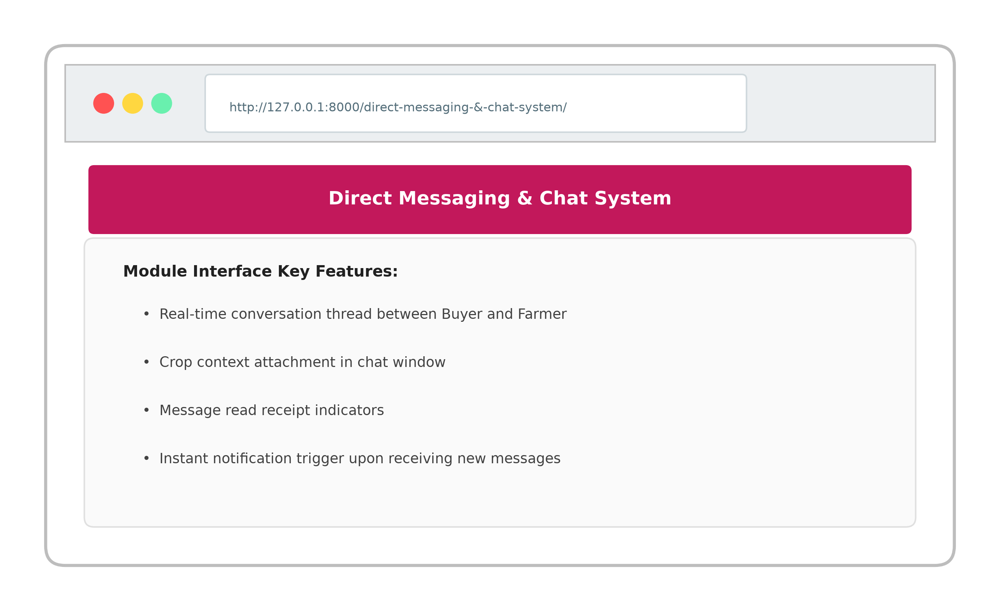 http://127.0.0.1:8000/direct-messaging-&-chat-system/
Direct Messaging & Chat System
Module Interface Key Features:
• Real-time conversation thread between Buyer and Farmer
• Crop context attachment in chat window
• Message read receipt indicators
• Instant notification trigger upon receiving new messages